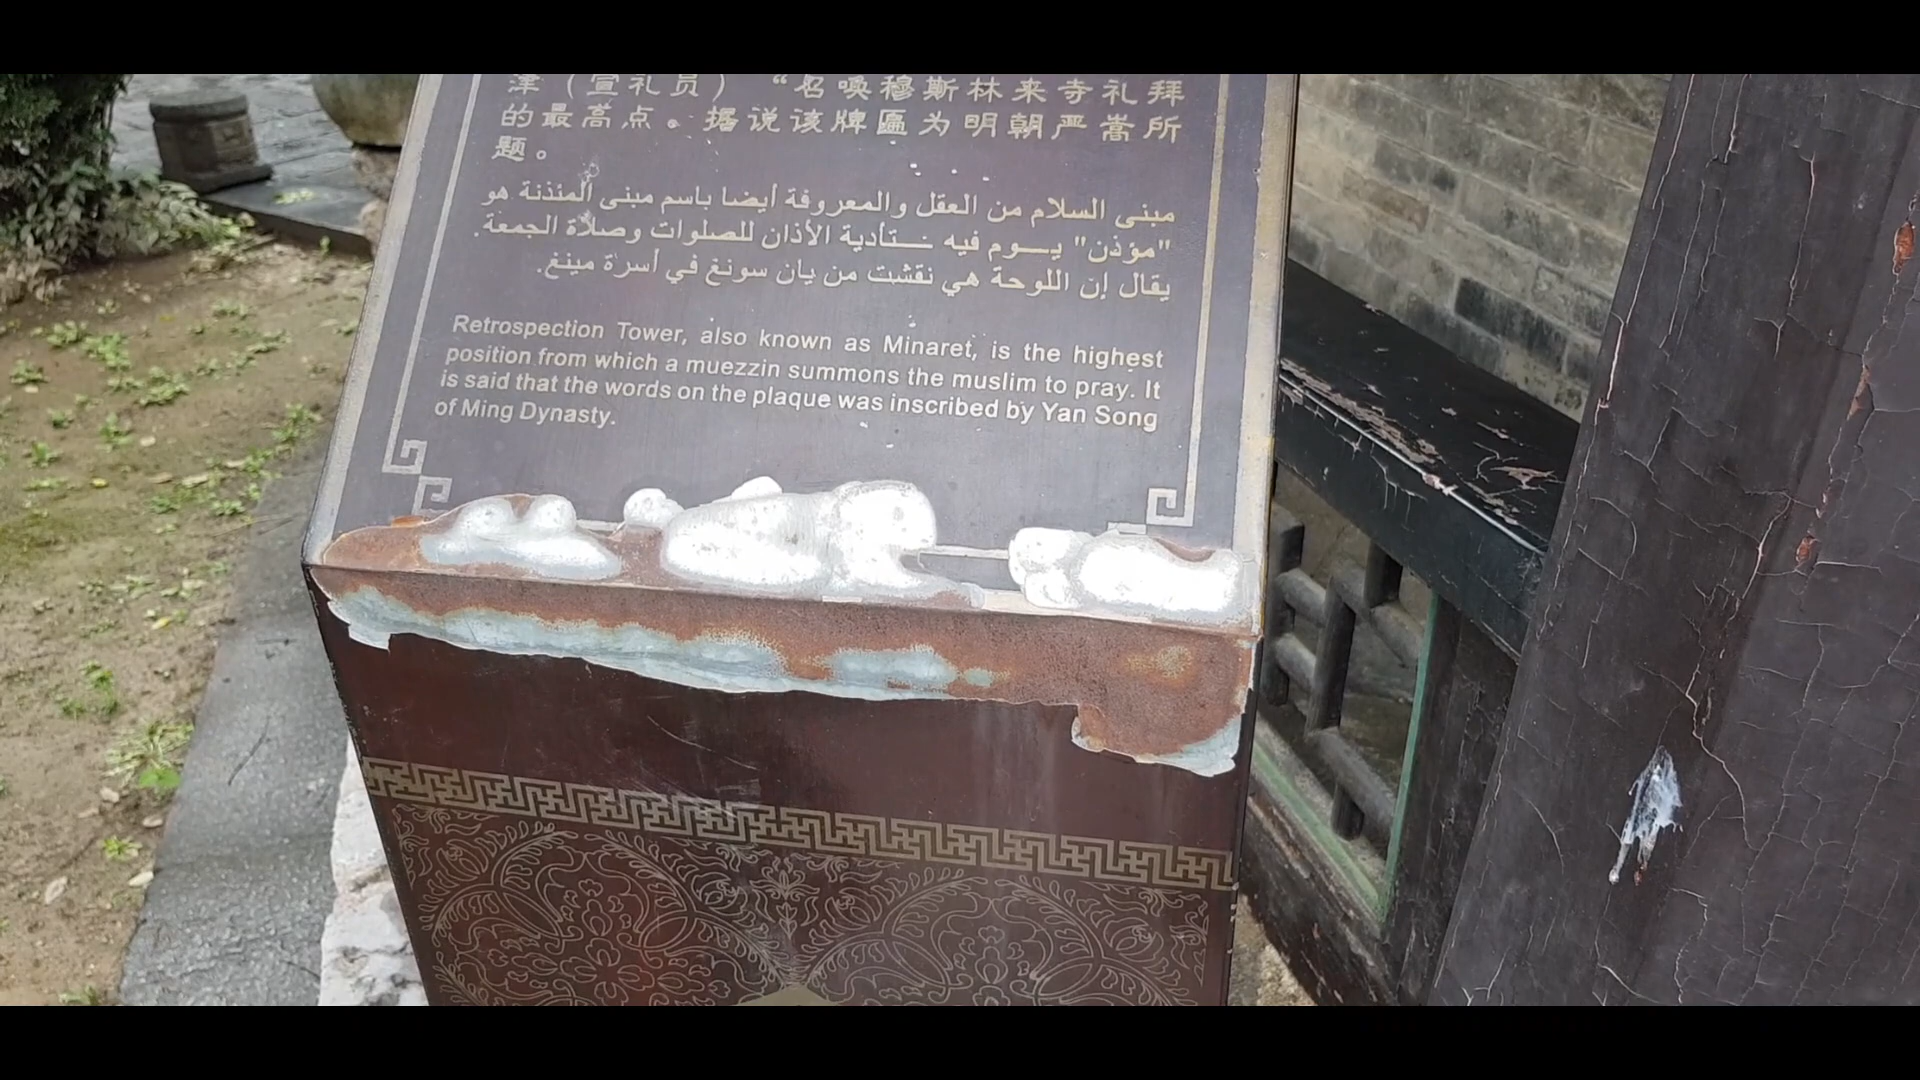 津（宣礼员）“召唤穆斯林来寺礼拜
的最高点。据说该牌匾为明朝严嵩所
题。
مبنى السلام من العقل والمعروفة أيضا باسم مبنى المئذنة هو
"مؤذن" يـــوم فيه ـــتأدية الأذان للصلوات وصلاة الجمعة.
يقال إن اللوحة هي نقشت من يان سونغ في أسرة مينغ.
Retrospection Tower, also known as Minaret, is the highest
position from which a muezzin summons the muslim to pray. It
is said that the words on the plaque was inscribed by Yan Song
of Ming Dynasty.